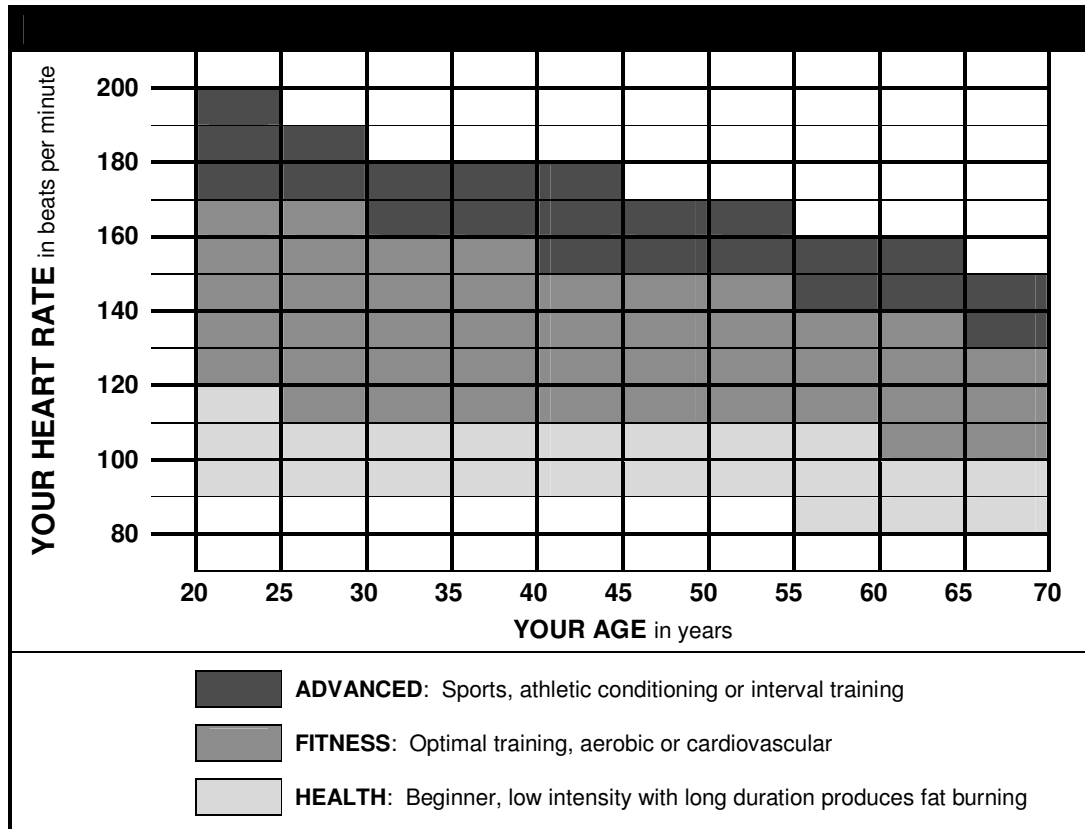 YOUR HEART RATE in beats per minute
200
180
160
140
120
100
80
20 25 30 35 40 45 50 55 60 65 70
YOUR AGE in years
ADVANCED: Sports, athletic conditioning or interval training
FITNESS: Optimal training, aerobic or cardiovascular
HEALTH: Beginner, low intensity with long duration produces fat burning